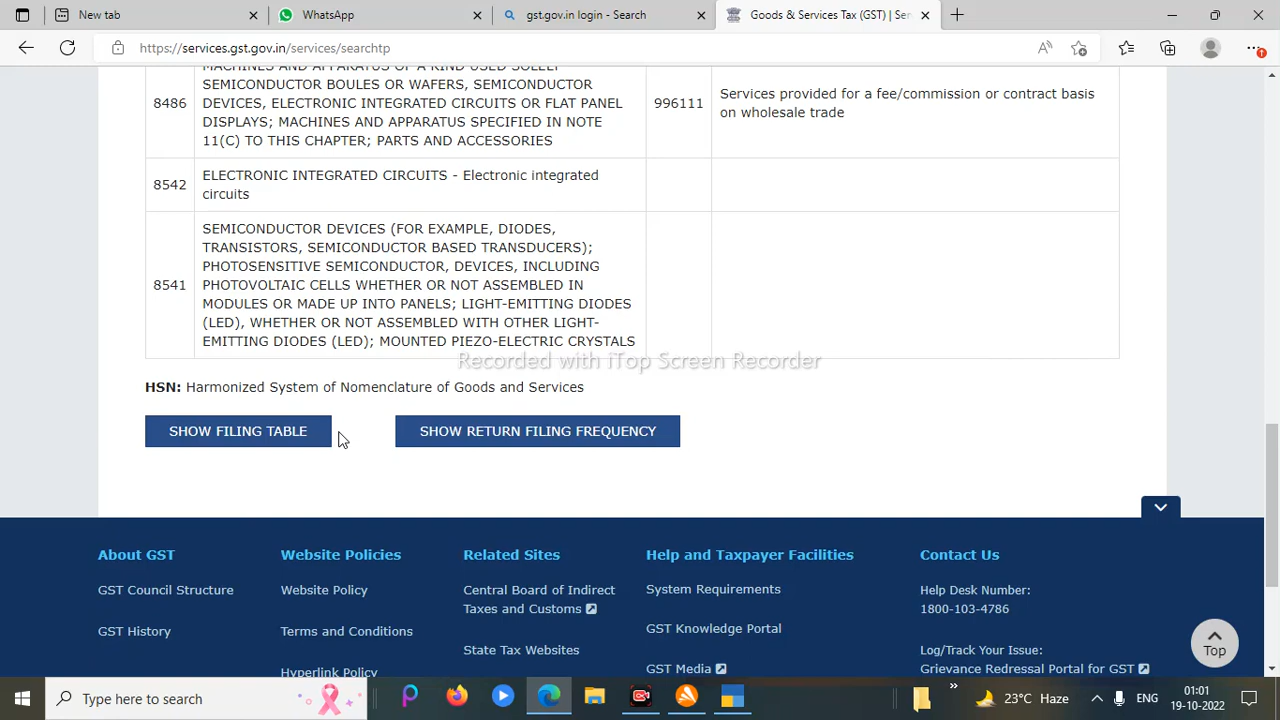 New tab
WhatsApp
gst.gov.in login - Search
Goods & Services Tax (GST) | Ser
https://services.gst.gov.in/services/searchtp
8486
MACHINES AND APPARATUS OF A KIND USED SOLELY
SEMICONDUCTOR BOULES OR WAFERS, SEMICONDUCTOR
DEVICES, ELECTRONIC INTEGRATED CIRCUITS OR FLAT PANEL
DISPLAYS; MACHINES AND APPARATUS SPECIFIED IN NOTE
11(C) TO THIS CHAPTER; PARTS AND ACCESSORIES
996111
Services provided for a fee/commission or contract basis
on wholesale trade
8542
ELECTRONIC INTEGRATED CIRCUITS - Electronic integrated
circuits
8541
SEMICONDUCTOR DEVICES (FOR EXAMPLE, DIODES,
TRANSISTORS, SEMICONDUCTOR BASED TRANSDUCERS);
PHOTOSENSITIVE SEMICONDUCTOR, DEVICES, INCLUDING
PHOTOVOLTAIC CELLS WHETHER OR NOT ASSEMBLED IN
MODULES OR MADE UP INTO PANELS; LIGHT-EMITTING DIODES
(LED), WHETHER OR NOT ASSEMBLED WITH OTHER LIGHT-
EMITTING DIODES (LED); MOUNTED PIEZO-ELECTRIC CRYSTALS
Recorded with iTop Screen Recorder
HSN: Harmonized System of Nomenclature of Goods and Services
SHOW FILING TABLE
SHOW RETURN FILING FREQUENCY
About GST
GST Council Structure
GST History
Website Policies
Website Policy
Terms and Conditions
Hyperlink Policy
Related Sites
Central Board of Indirect
Taxes and Customs
State Tax Websites
Help and Taxpayer Facilities
System Requirements
GST Knowledge Portal
GST Media
Contact Us
Help Desk Number:
1800-103-4786
Log/Track Your Issue:
Grievance Redressal Portal for GST
Top
Type here to search
23°C Haze
ENG
01:01
19-10-2022